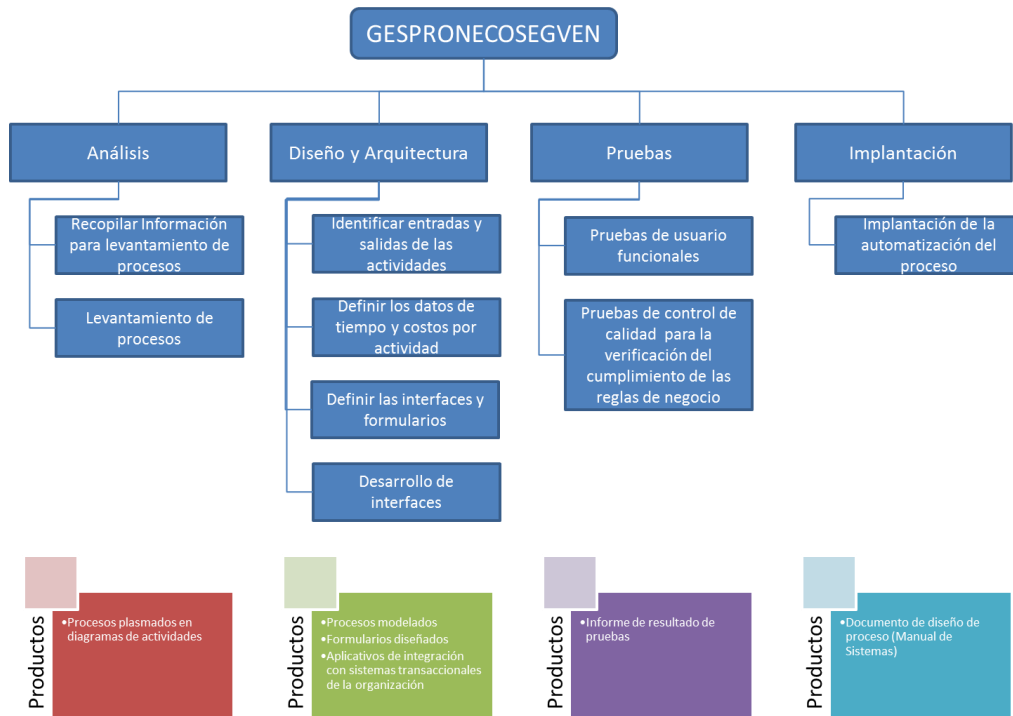 GESPRONECOSEGVEN
Análisis
Recopilar Información
para levantamiento de
procesos
Levantamiento de
procesos
Diseño y Arquitectura
Identificar entradas y
salidas de las
actividades
Definir los datos de
tiempo y costos por
actividad
Definir las interfaces y
formularios
Desarrollo de
interfaces
Pruebas
Pruebas de usuario
funcionales
Pruebas de control de
calidad para la
verificación del
cumplimiento de las
reglas de negocio
Implantación
Implantación de la
automatización del
proceso
Productos
•Procesos plasmados en
diagramas de actividades
Productos
•Procesos modelados
•Formularios diseñados
•Aplicativos de integración
con sistemas transaccionales
de la organización
Productos
•Informe de resultado de
pruebas
Productos
•Documento de diseño de
proceso (Manual de
Sistemas)